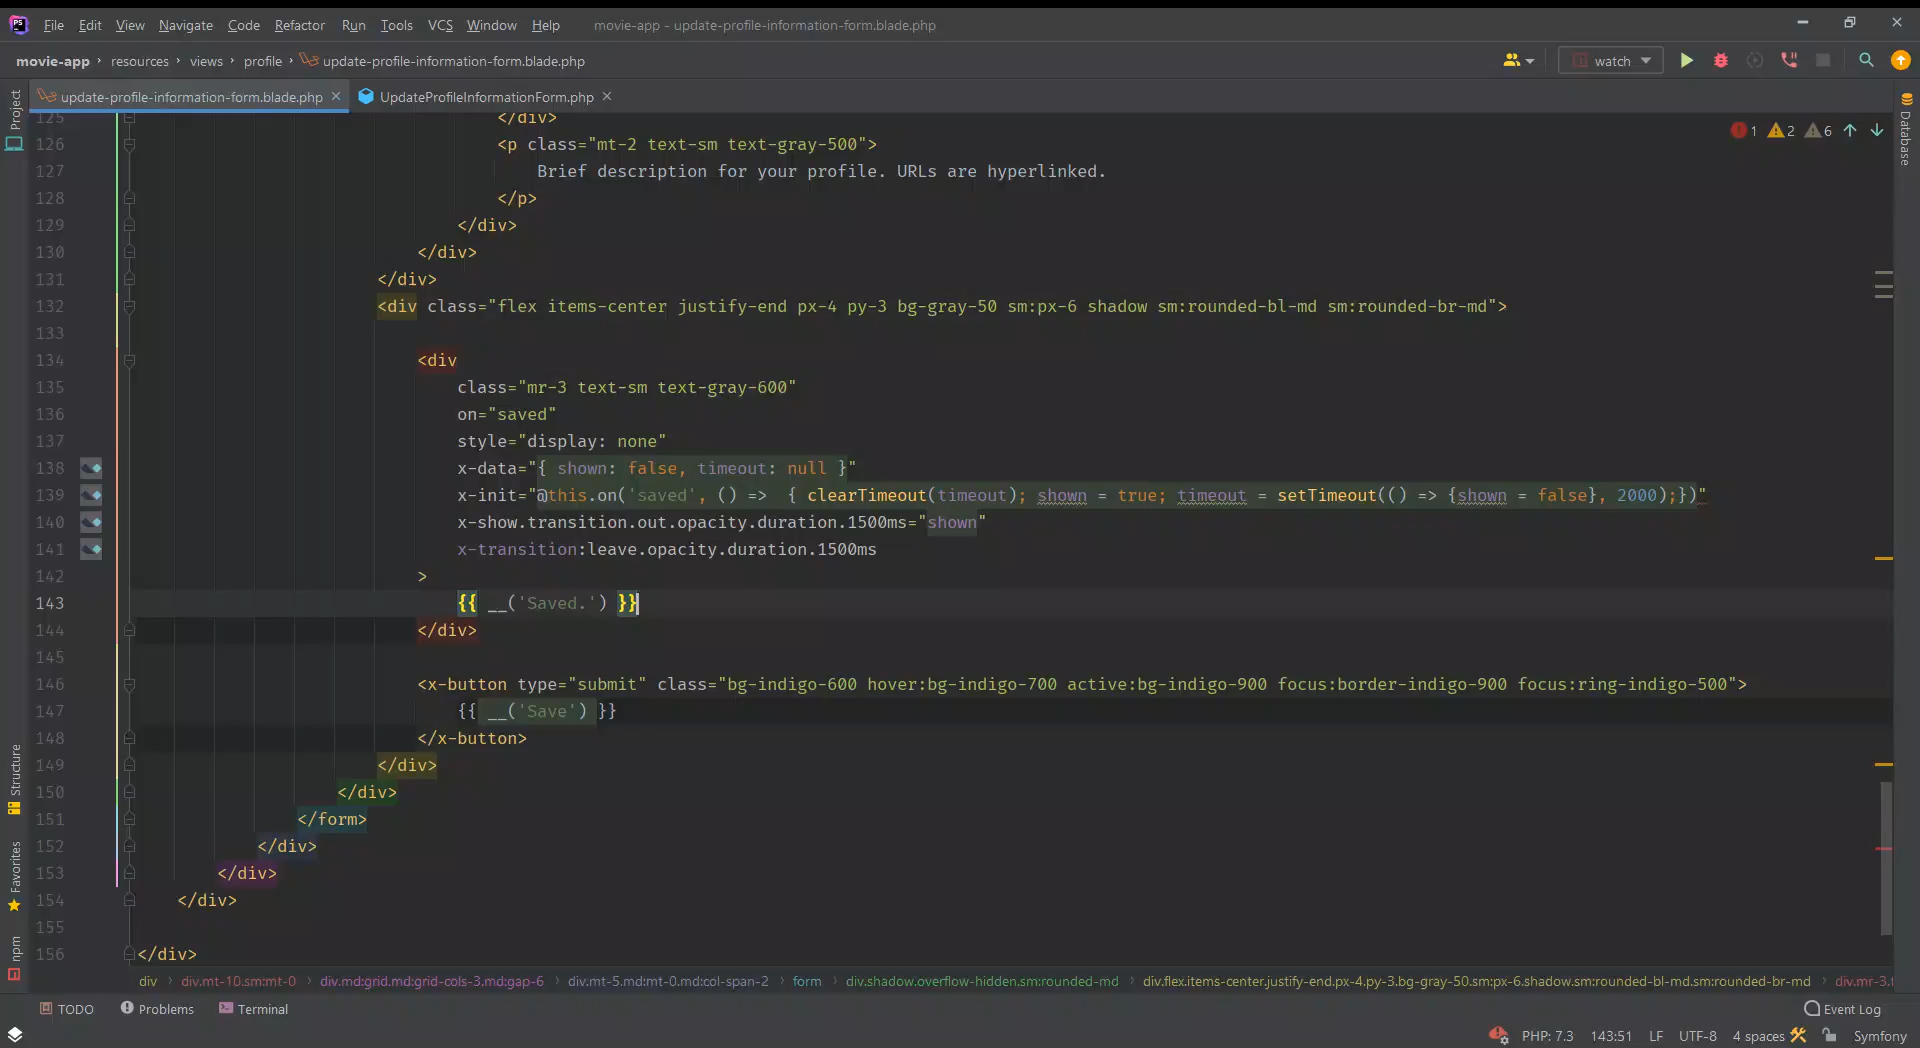 PS File Edit View Navigate Code Refactor Run Tools VCS Window Help movie-app - update-profile-information-form.blade.php
movie-app resources views profile update-profile-information-form.blade.php watch
update-profile-information-form.blade.php UpdateProfileInformationForm.php
Project
Database
1 2 6
125 </div>
126 <p class="mt-2 text-sm text-gray-500">
127 Brief description for your profile. URLs are hyperlinked.
128 </p>
129 </div>
130 </div>
131 </div>
132 <div class="flex items-center justify-end px-4 py-3 bg-gray-50 sm:px-6 shadow sm:rounded-bl-md sm:rounded-br-md">
133
134 <div
135 class="mr-3 text-sm text-gray-600"
136 on="saved"
137 style="display: none"
138 x-data="{ shown: false, timeout: null }"
139 x-init="@this.on('saved', () => { clearTimeout(timeout); shown = true; timeout = setTimeout(() => {shown = false}, 2000);})"
140 x-show.transition.out.opacity.duration.1500ms="shown"
141 x-transition:leave.opacity.duration.1500ms
142 >
143 {{ __('Saved.') }}
144 </div>
145
146 <x-button type="submit" class="bg-indigo-600 hover:bg-indigo-700 active:bg-indigo-900 focus:border-indigo-900 focus:ring-indigo-500">
147 {{ __('Save') }}
148 </x-button>
149 </div>
150 </div>
151 </form>
152 </div>
153 </div>
154 </div>
155
156 </div>
Structure
Favorites
npm
div div.mt-10.sm:mt-0 div.md:grid.md:grid-cols-3.md:gap-6 div.mt-5.md:mt-0.md:col-span-2 form div.shadow.overflow-hidden.sm:rounded-md div.flex.items-center.justify-end.px-4.py-3.bg-gray-50.sm:px-6.shadow.sm:rounded-bl-md.sm:rounded-br-md div.mr-3.t
TODO Problems Terminal Event Log
PHP: 7.3 143:51 LF UTF-8 4 spaces Symfony